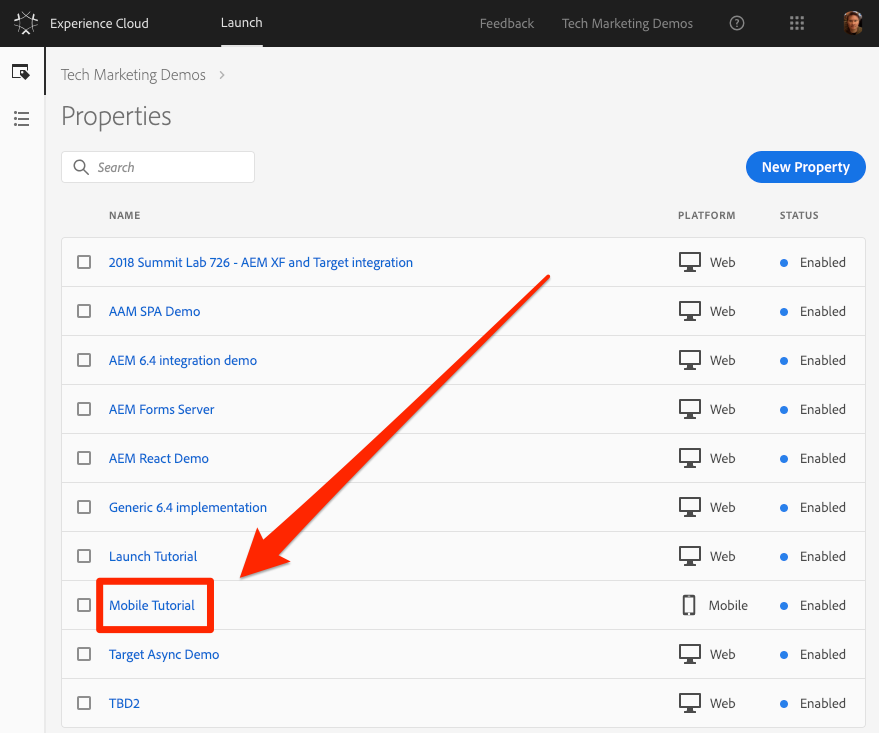 Experience Cloud Launch Feedback Tech Marketing Demos ?
Tech Marketing Demos >
Properties
Search New Property
NAME PLATFORM STATUS
2018 Summit Lab 726 - AEM XF and Target integration Web Enabled
AAM SPA Demo Web Enabled
AEM 6.4 integration demo Web Enabled
AEM Forms Server Web Enabled
AEM React Demo Web Enabled
Generic 6.4 implementation Web Enabled
Launch Tutorial Web Enabled
Mobile Tutorial Mobile Enabled
Target Async Demo Web Enabled
TBD2 Web Enabled